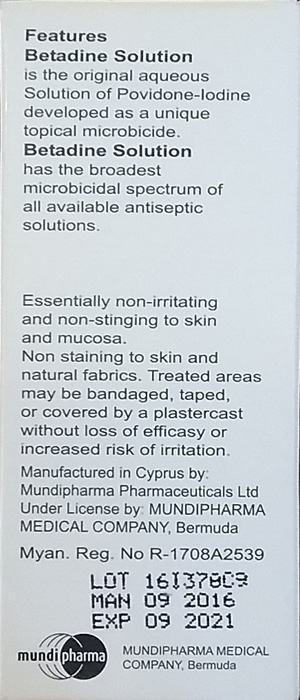 Features
Betadine Solution
is the original aqueous
Solution of Povidone-Iodine
developed as a unique
topical microbicide.
Betadine Solution
has the broadest
microbicidal spectrum of
all available antiseptic
solutions.
Essentially non-irritating
and non-stinging to skin
and mucosa.
Non staining to skin and
natural fabrics. Treated areas
may be bandaged, taped,
or covered by a plastercast
without loss of efficasy or
increased risk of irritation.
Manufactured in Cyprus by:
Mundipharma Pharmaceuticals Ltd
Under License by: MUNDIPHARMA
MEDICAL COMPANY, Bermuda
Myan. Reg. No R-1708A2539
LOT 16I378C9
MAN 09 2016
EXP 09 2021
mundipharma
MUNDIPHARMA MEDICAL
COMPANY, Bermuda